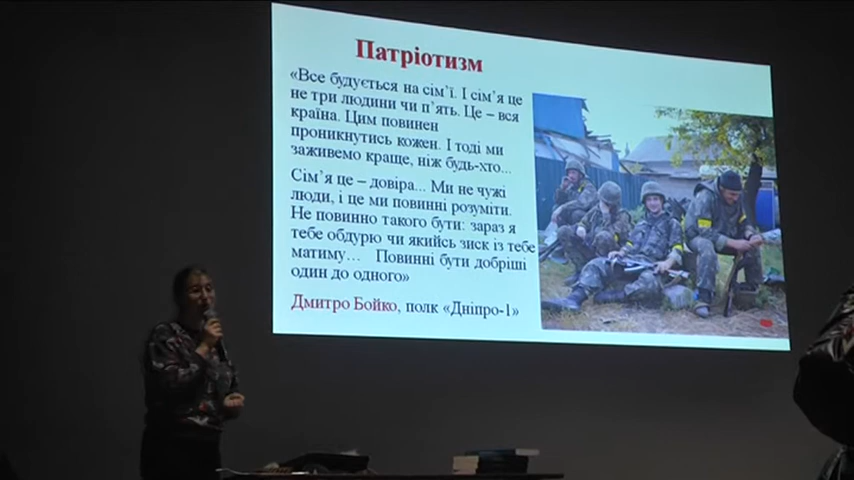 Патріотизм
«Все будується на сім’ї. І сім’я це
не три людини чи п’ять. Це – вся
країна. Цим повинен
проникнутись кожен. І тоді ми
заживемо краще, ніж будь-хто...
Сім’я це – довіра... Ми не чужі
люди, і це ми повинні розуміти.
Не повинно такого бути: зараз я
тебе обдурю чи якийсь зиск із тебе
матиму… Повинні бути добріші
один до одного»
Дмитро Бойко, полк «Дніпро-1»